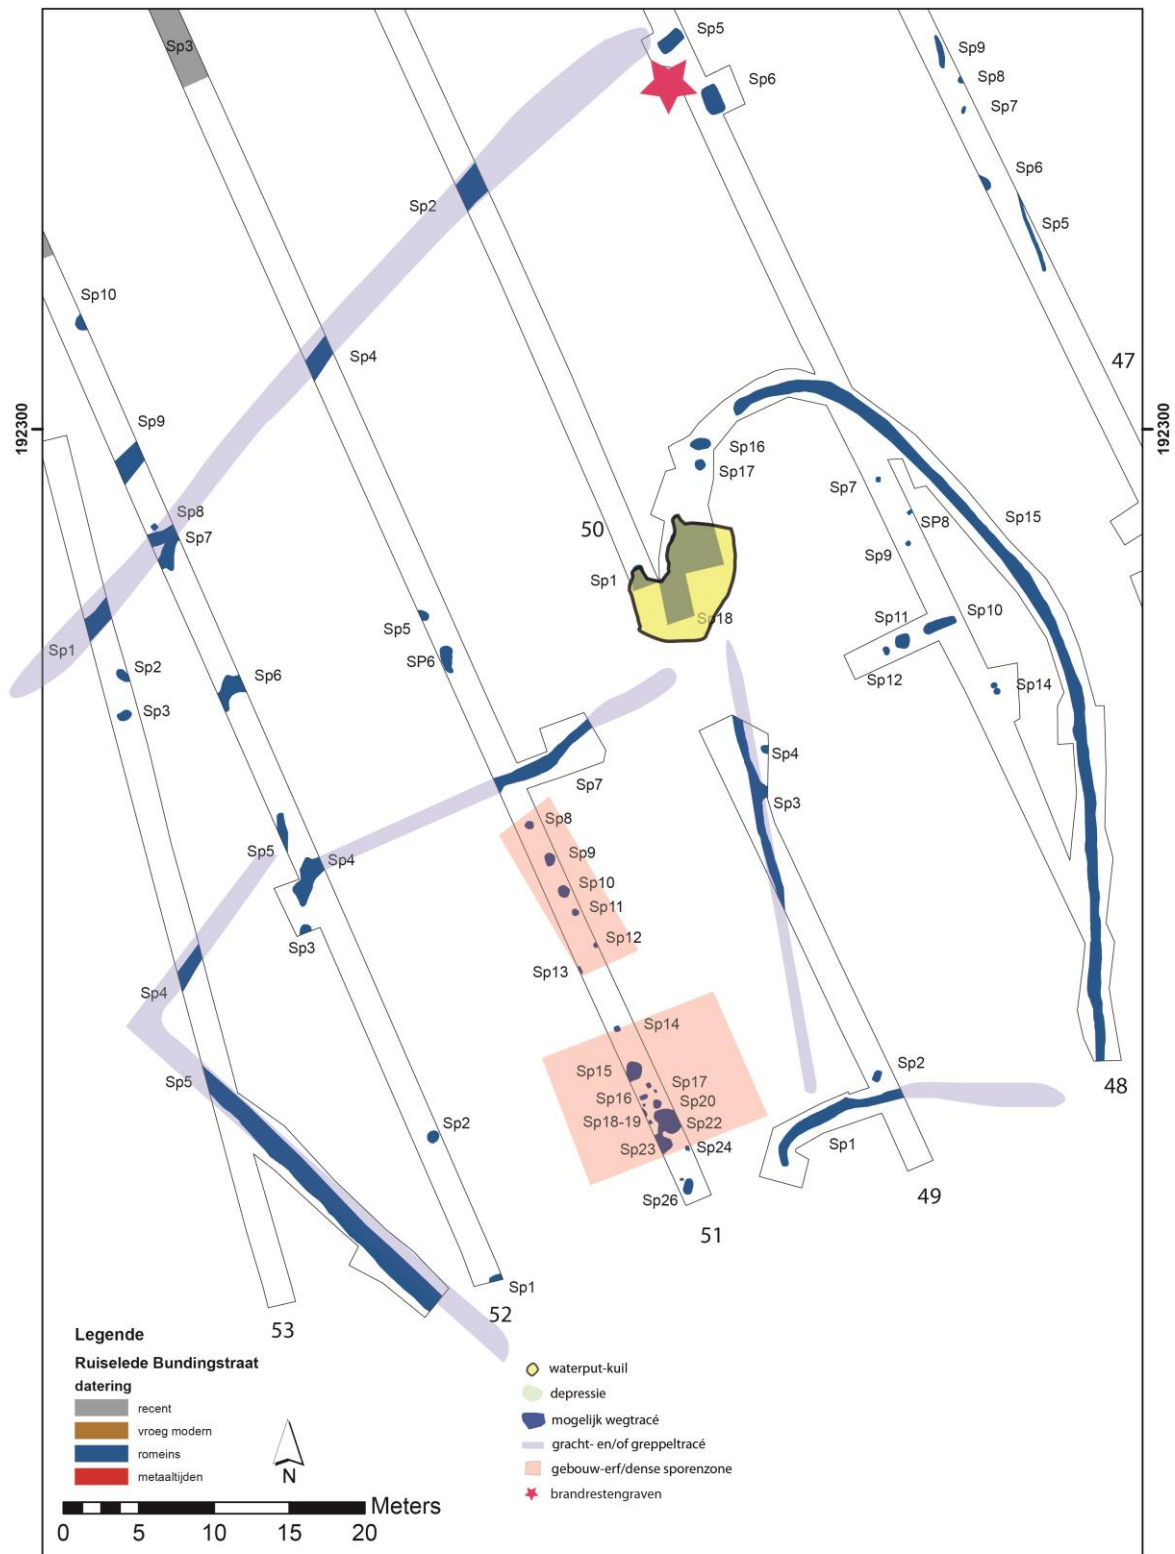 Sp3
Sp5
Sp6
Sp9
Sp8
Sp7
Sp6
Sp5
Sp2
Sp10
Sp4
47
192300
192300
Sp9
Sp16
Sp17
Sp7
SP8
Sp15
Sp8
Sp7
50
Sp9
Sp1
Sp18
Sp5
SP6
Sp11
Sp10
Sp12
Sp14
Sp1
Sp2
Sp3
Sp6
Sp4
Sp7
Sp3
Sp8
Sp5
Sp4
Sp9
Sp10
Sp11
Sp12
Sp3
Sp13
Sp4
Sp14
Sp15
Sp17
Sp16
Sp20
Sp18-19
Sp22
Sp23
Sp24
Sp26
Sp5
Sp2
Sp2
48
Sp1
49
51
Sp1
52
53
Legende
Ruiselede Bundingstraat
datering
recent
vroeg modern
romeins
metaaltijden
N
waterput-kuil
depressie
mogelijk wegtracé
gracht- en/of greppeltracé
gebouw-erf/dense sporenzone
brandrestengraven
Meters
0 5 10 15 20